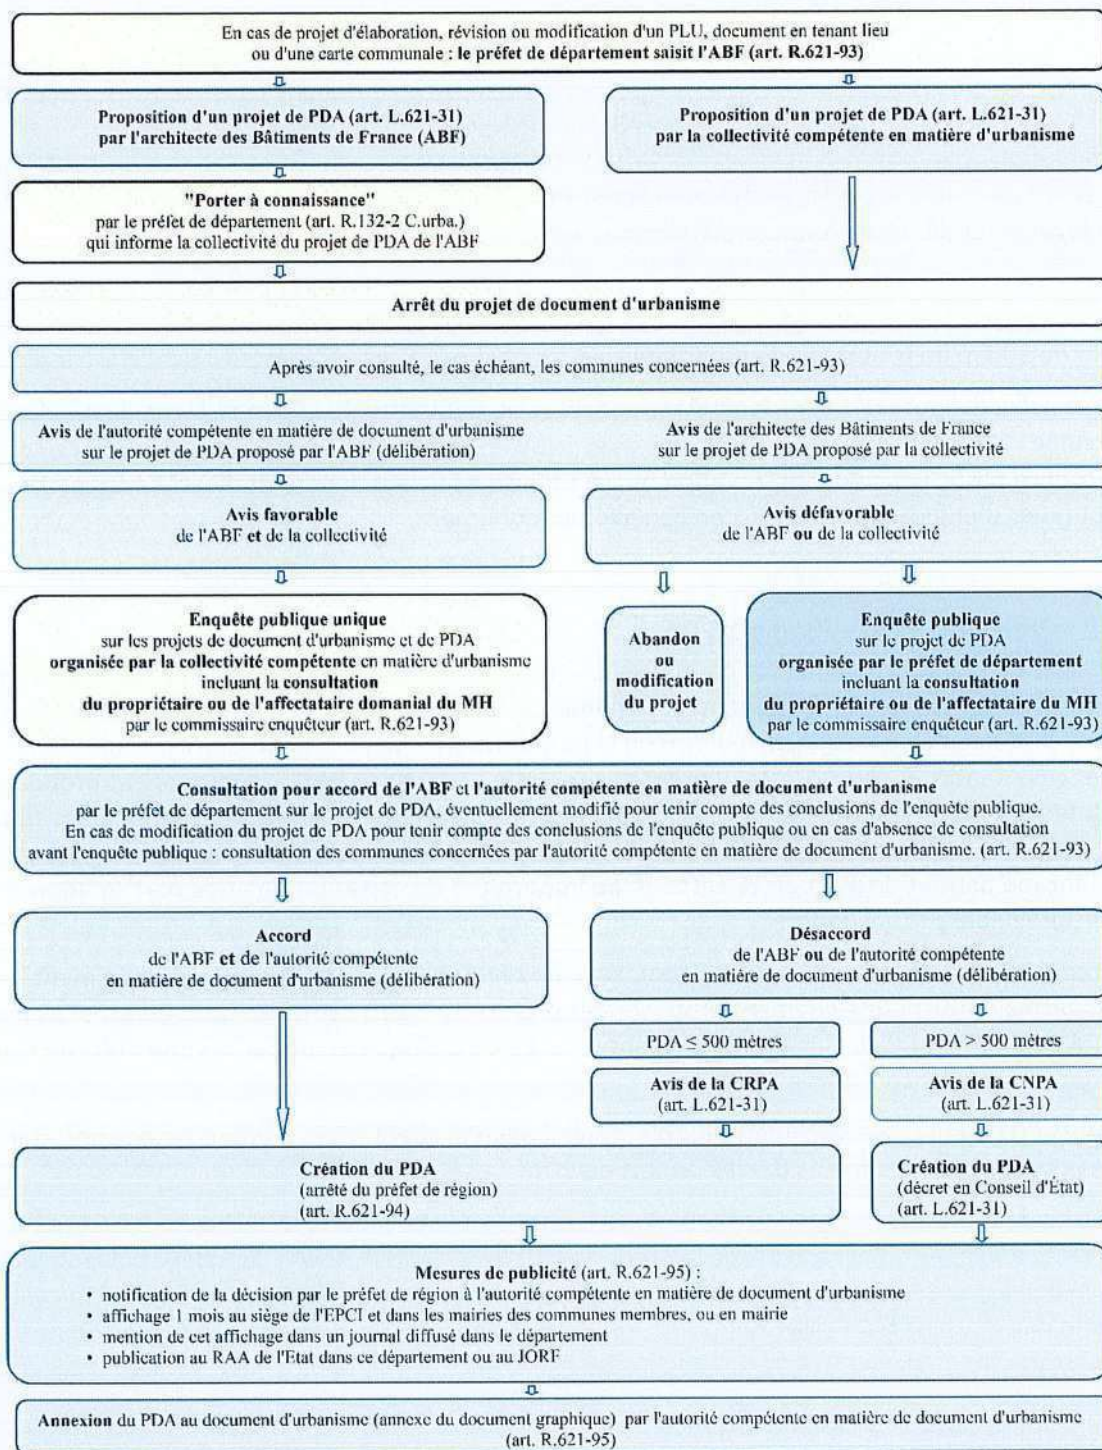 En cas de projet d'élaboration, révision ou modification d'un PLU, document en tenant lieu
ou d'une carte communale : le préfet de département saisit l'ABF (art. R.621-93)
Proposition d'un projet de PDA (art. L.621-31)
par l'architecte des Bâtiments de France (ABF)
Proposition d'un projet de PDA (art. L.621-31)
par la collectivité compétente en matière d'urbanisme
"Porter à connaissance"
par le préfet de département (art. R.132-2 C.urba.)
qui informe la collectivité du projet de PDA de l'ABF
Arrêt du projet de document d'urbanisme
Après avoir consulté, le cas échéant, les communes concernées (art. R.621-93)
Avis de l'autorité compétente en matière de document d'urbanisme
sur le projet de PDA proposé par l'ABF (délibération)
Avis de l'architecte des Bâtiments de France
sur le projet de PDA proposé par la collectivité
Avis favorable
de l'ABF et de la collectivité
Avis défavorable
de l'ABF ou de la collectivité
Enquête publique unique
sur les projets de document d'urbanisme et de PDA
organisée par la collectivité compétente en matière d'urbanisme
incluant la consultation
du propriétaire ou de l'affectataire domanial du MH
par le commissaire enquêteur (art. R.621-93)
Abandon
ou
modification
du projet
Enquête publique
sur le projet de PDA
organisée par le préfet de département
incluant la consultation
du propriétaire ou de l'affectataire du MH
par le commissaire enquêteur (art. R.621-93)
Consultation pour accord de l'ABF et l'autorité compétente en matière de document d'urbanisme
par le préfet de département sur le projet de PDA, éventuellement modifié pour tenir compte des conclusions de l'enquête publique.
En cas de modification du projet de PDA pour tenir compte des conclusions de l'enquête publique ou en cas d'absence de consultation
avant l'enquête publique : consultation des communes concernées par l'autorité compétente en matière de document d'urbanisme. (art. R.621-93)
Accord
de l'ABF et de l'autorité compétente
en matière de document d'urbanisme (délibération)
Désaccord
de l'ABF ou de l'autorité compétente
en matière de document d'urbanisme (délibération)
PDA ≤ 500 mètres
PDA > 500 mètres
Avis de la CRPA
(art. L.621-31)
Avis de la CNPA
(art. L.621-31)
Création du PDA
(arrêté du préfet de région)
(art. R.621-94)
Création du PDA
(décret en Conseil d'État)
(art. L.621-31)
Mesures de publicité (art. R.621-95) :
• notification de la décision par le préfet de région à l'autorité compétente en matière de document d'urbanisme
• affichage 1 mois au siège de l'EPCI et dans les mairies des communes membres, ou en mairie
• mention de cet affichage dans un journal diffusé dans le département
• publication au RAA de l'Etat dans ce département ou au JORF
Annexion du PDA au document d'urbanisme (annexe du document graphique) par l'autorité compétente en matière de document d'urbanisme
(art. R.621-95)